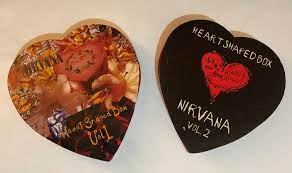 NIRVANA
Heart Shaped Box
Vol 1
HEART SHAPED BOX
NIRVANA
VOL 2